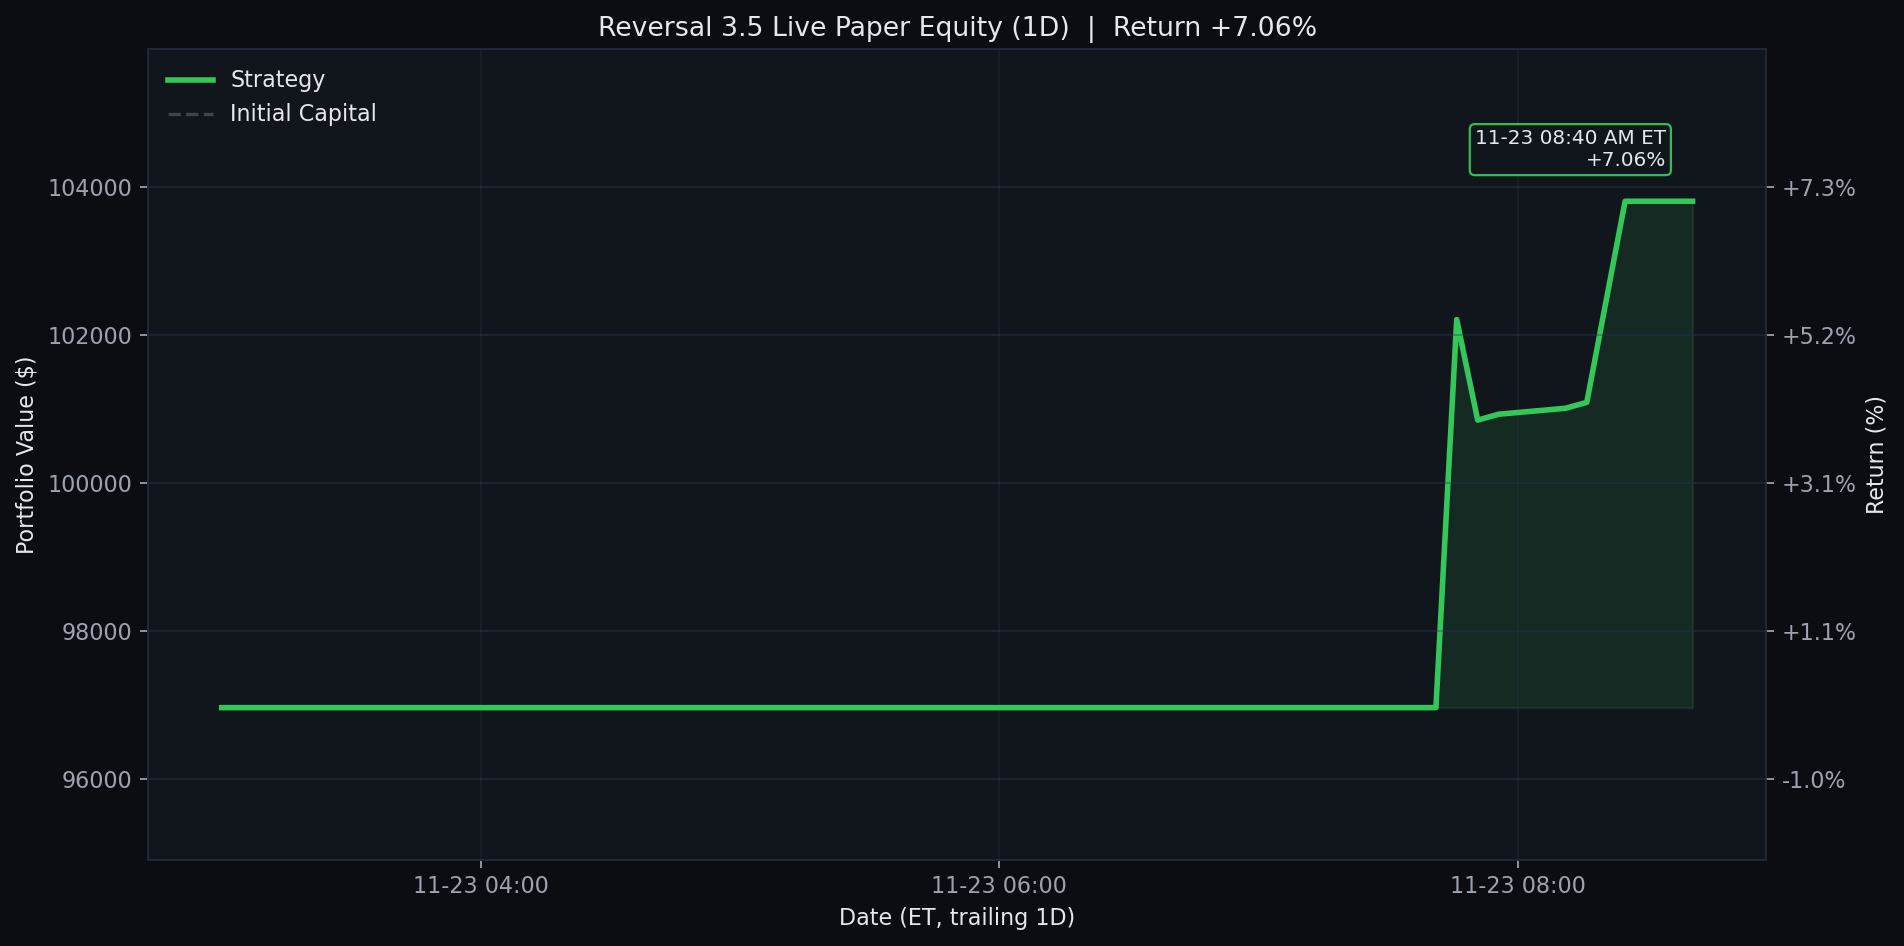 Reversal 3.5 Live Paper Equity (1D) | Return +7.06%
Strategy
Initial Capital
11-23 08:40 AM ET
+7.06%
Portfolio Value ($)
104000
102000
100000
98000
96000
+7.3%
+5.2%
+3.1%
+1.1%
-1.0%
Return (%)
11-23 04:00
11-23 06:00
11-23 08:00
Date (ET, trailing 1D)